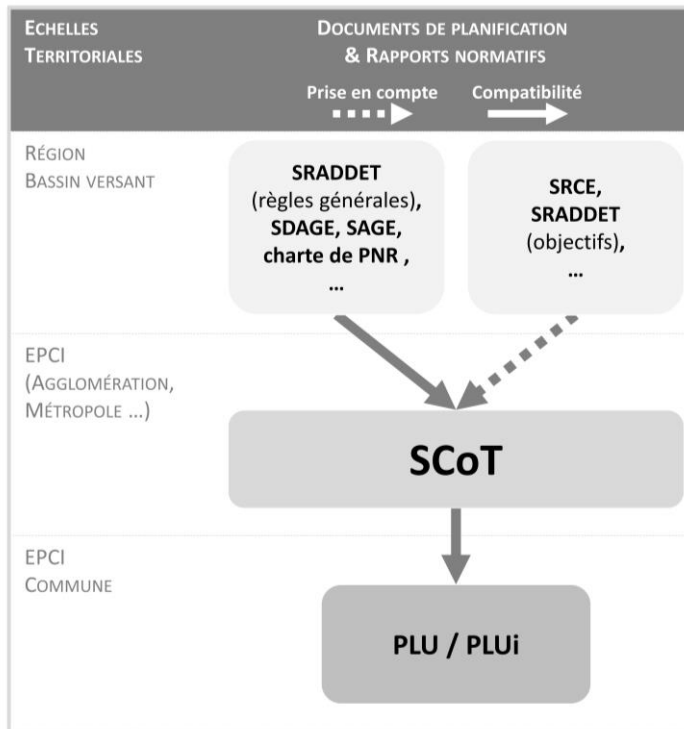 ECHELLES
TERRITORIALES
DOCUMENTS DE PLANIFICATION
& RAPPORTS NORMATIFS
Prise en compte
Compatibilité
RÉGION
BASSIN VERSANT
SRADDET
(règles générales),
SDAGE, SAGE,
charte de PNR ,
...
SRCE,
SRADDET
(objectifs),
...
EPCI
(AGGLOMÉRATION,
MÉTROPOLE ...)
SCoT
EPCI
COMMUNE
PLU / PLUi